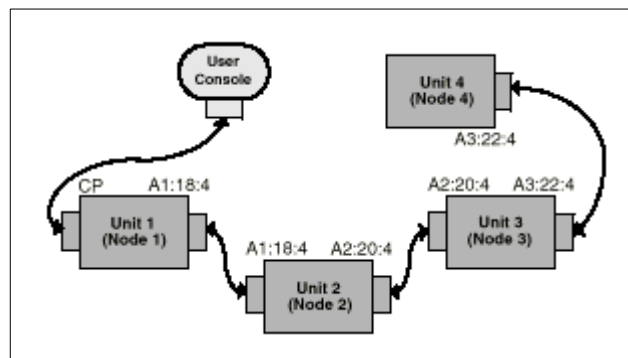 User
Console
Unit 4
(Node 4)
A3:22:4
CP
A1:18:4
Unit 1
(Node 1)
A1:18:4
A2:20:4
Unit 2
(Node 2)
A2:20:4
A3:22:4
Unit 3
(Node 3)